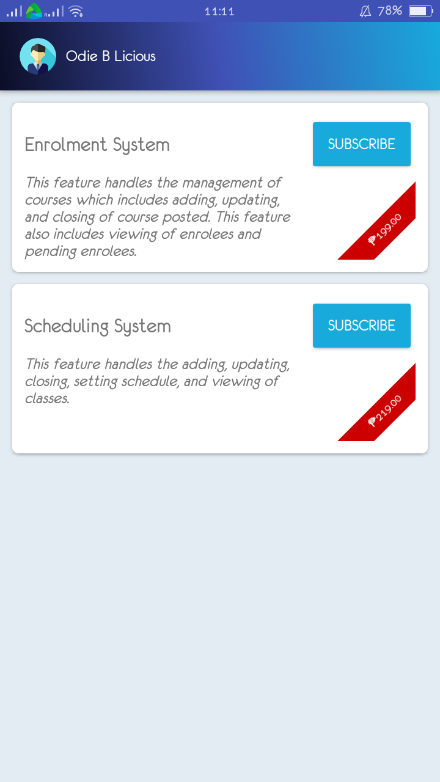 11:11
78%
Odie B Licious
Enrolment System
SUBSCRIBE
This feature handles the management of
courses which includes adding, updating,
and closing of course posted. This feature
also includes viewing of enrolees and
pending enrolees.
₱199.00
Scheduling System
SUBSCRIBE
This feature handles the adding, updating,
closing, setting schedule, and viewing of
classes.
₱219.00